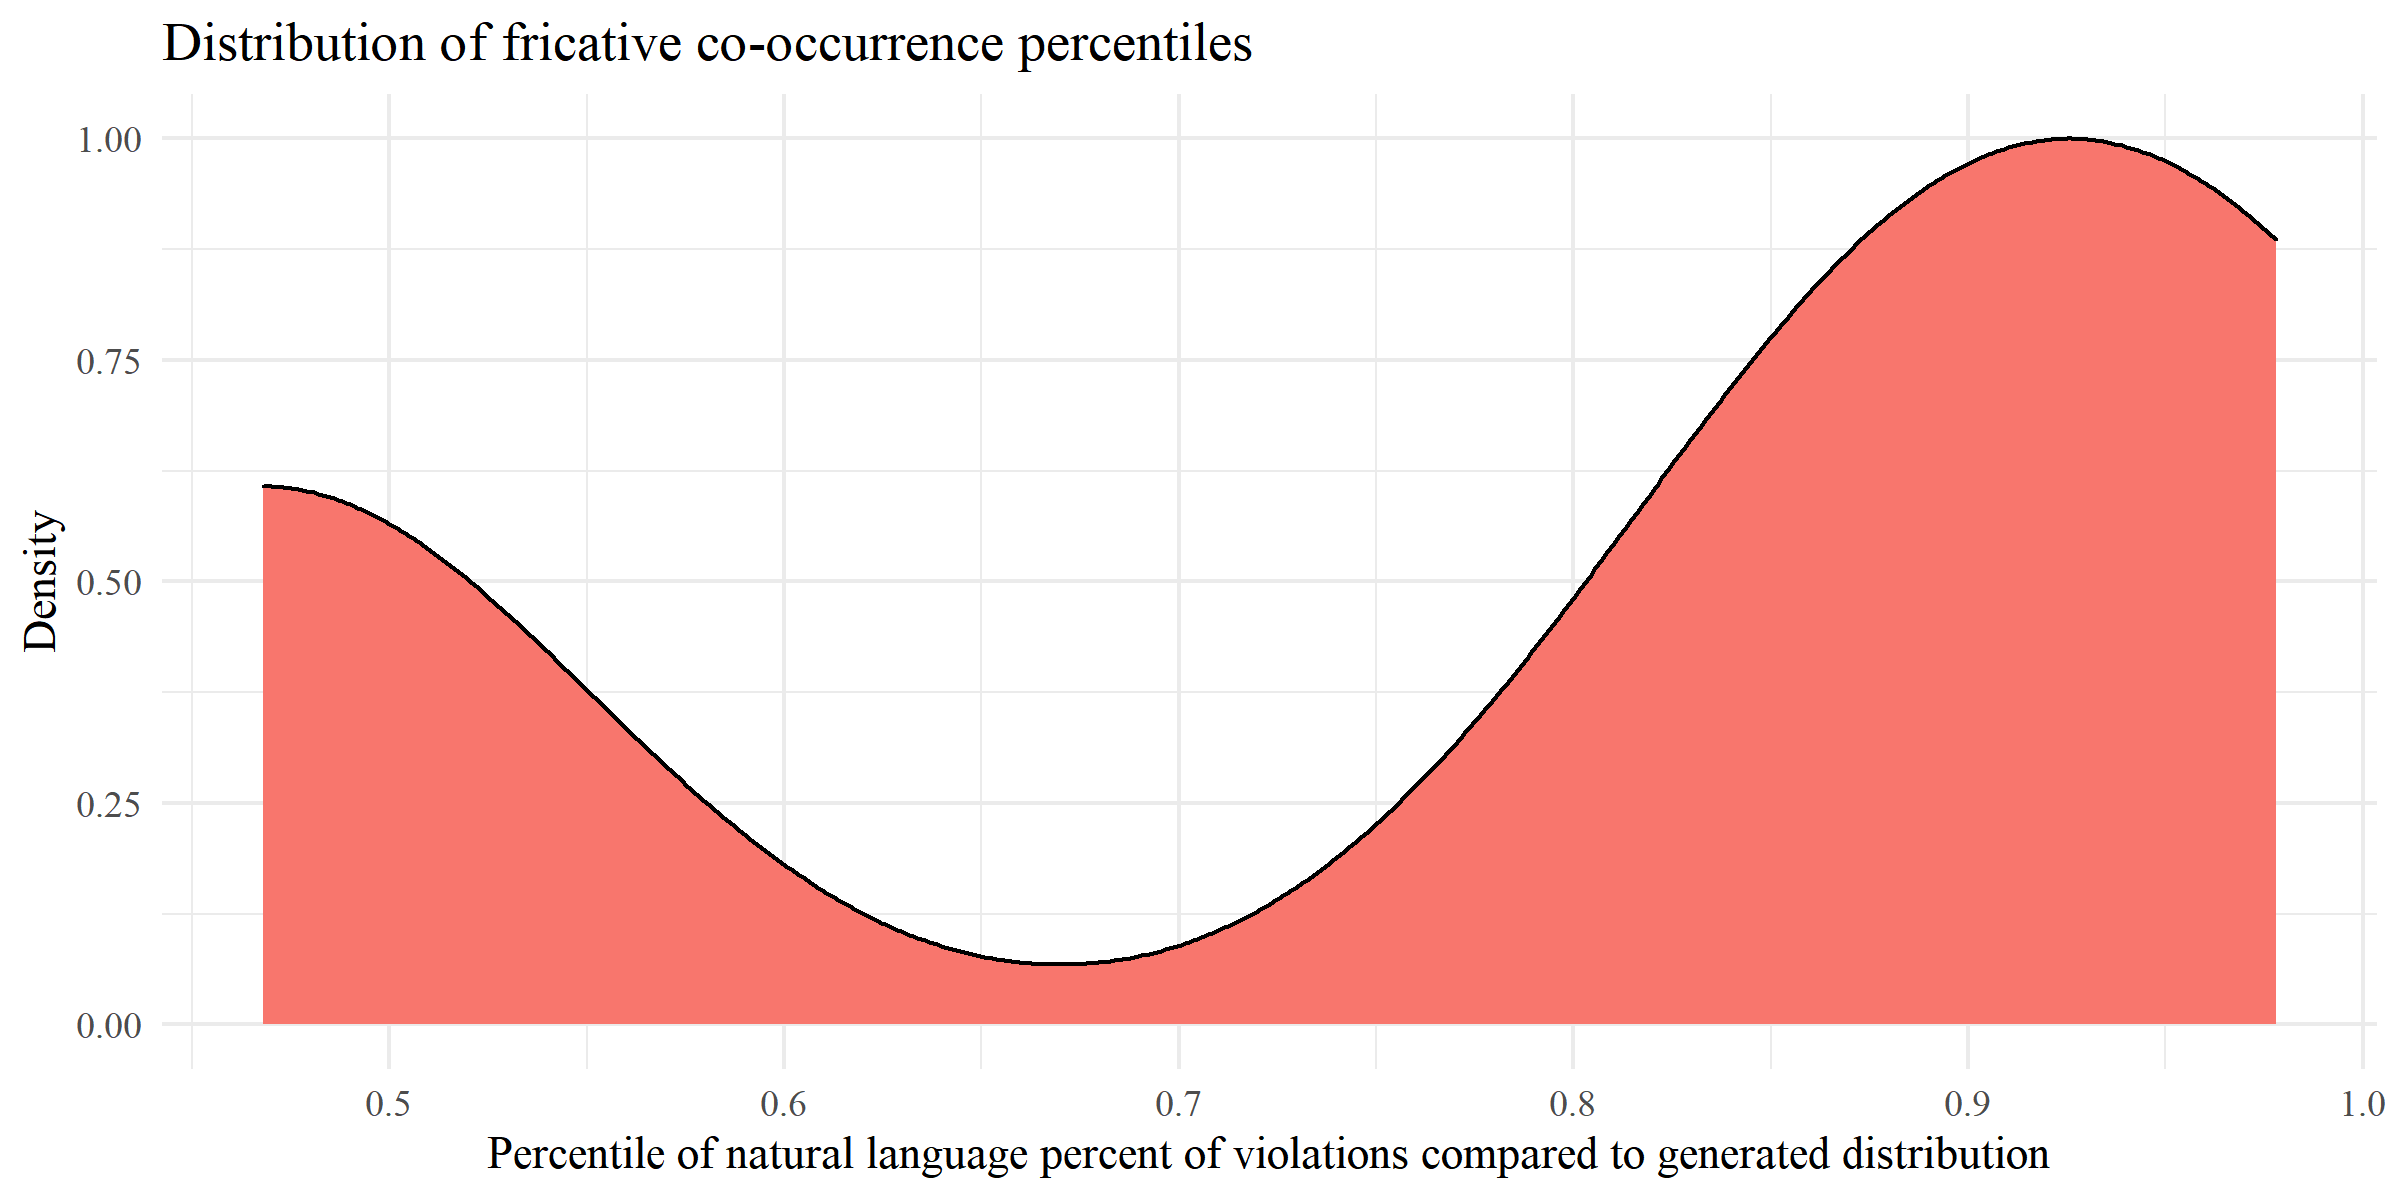 Distribution of fricative co-occurrence percentiles
1.00
0.75
0.50
0.25
0.00
Density
0.5 0.6 0.7 0.8 0.9 1.0
Percentile of natural language percent of violations compared to generated distribution